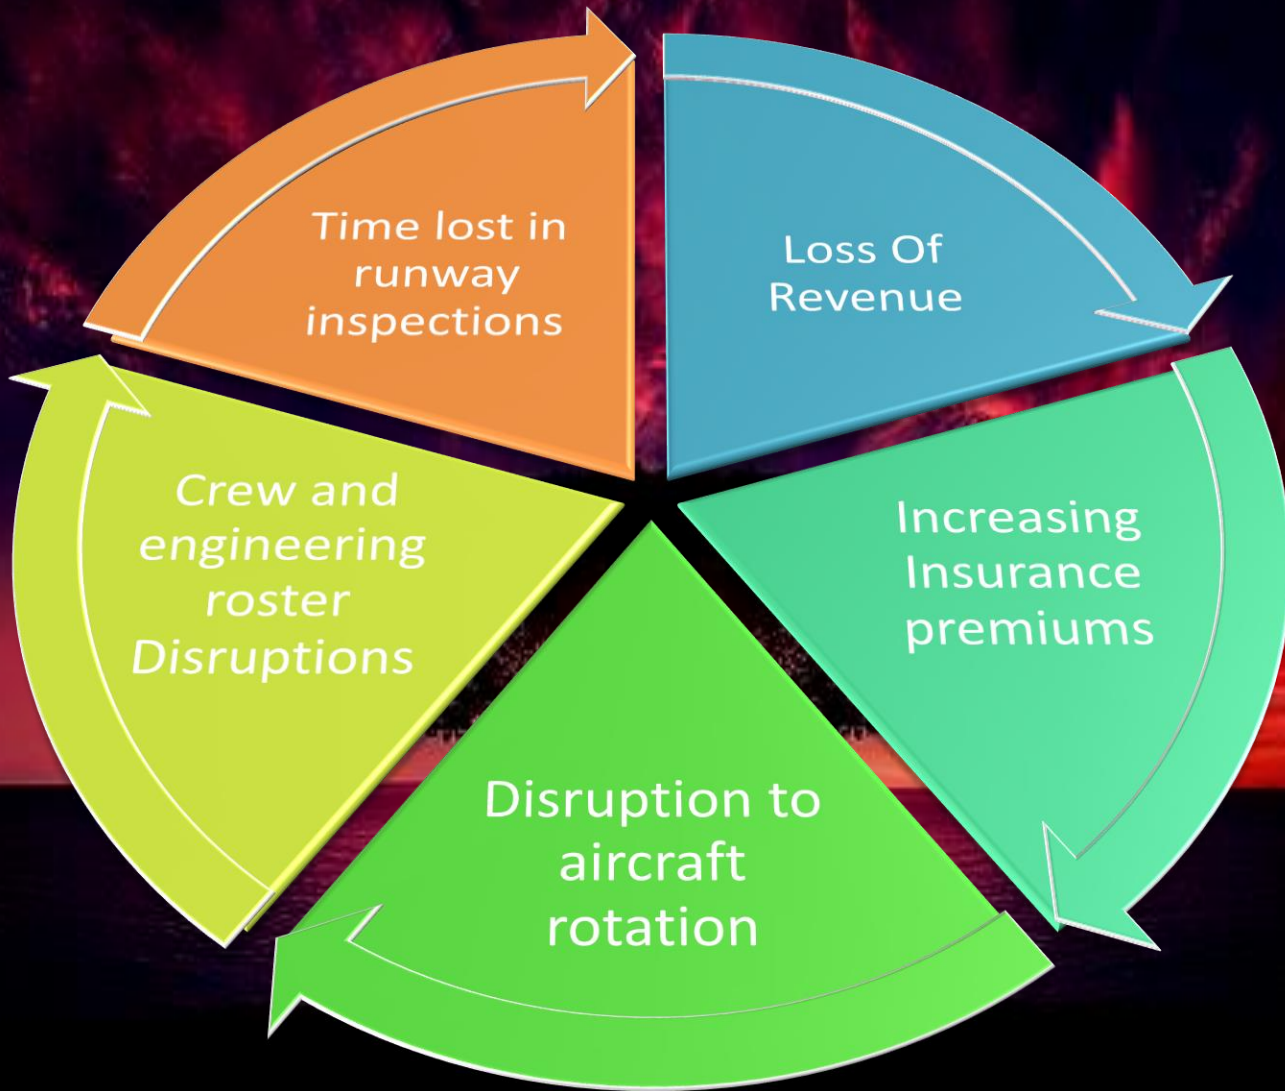 Loss Of
Revenue
Increasing
Insurance
premiums
Disruption to
aircraft
rotation
Crew and
engineering
roster
Disruptions
Time lost in
runway
inspections